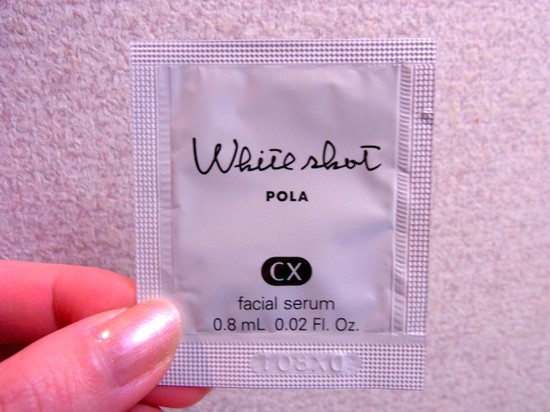 White shot
POLA
CX
facial serum
0.8 mL 0.02 Fl. Oz.